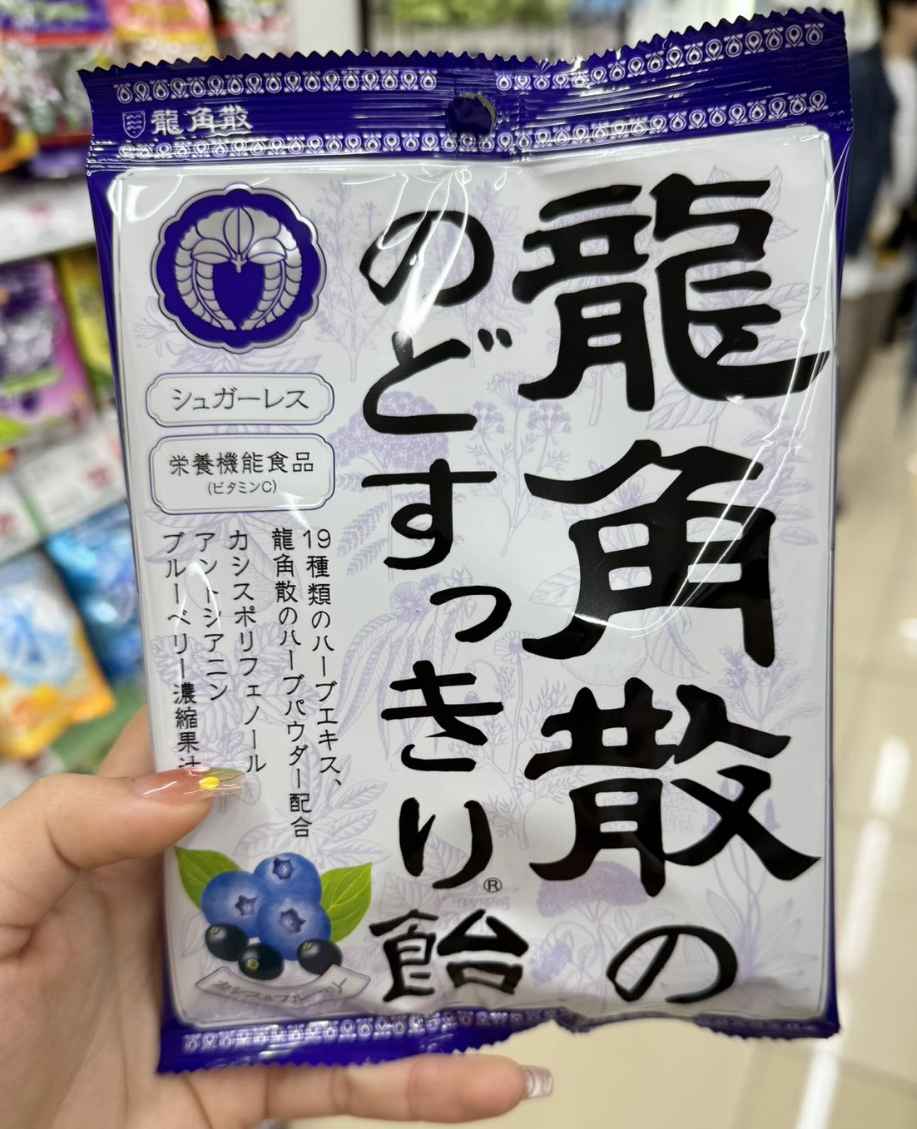 龍角散
龍角散の
のどすっきり®飴
シュガーレス
栄養機能食品
(ビタミンC)
19種類のハーブエキス、
龍角散のハーブパウダー配合
カシスポリフェノール
アントシアニン
ブルーベリー濃縮果汁